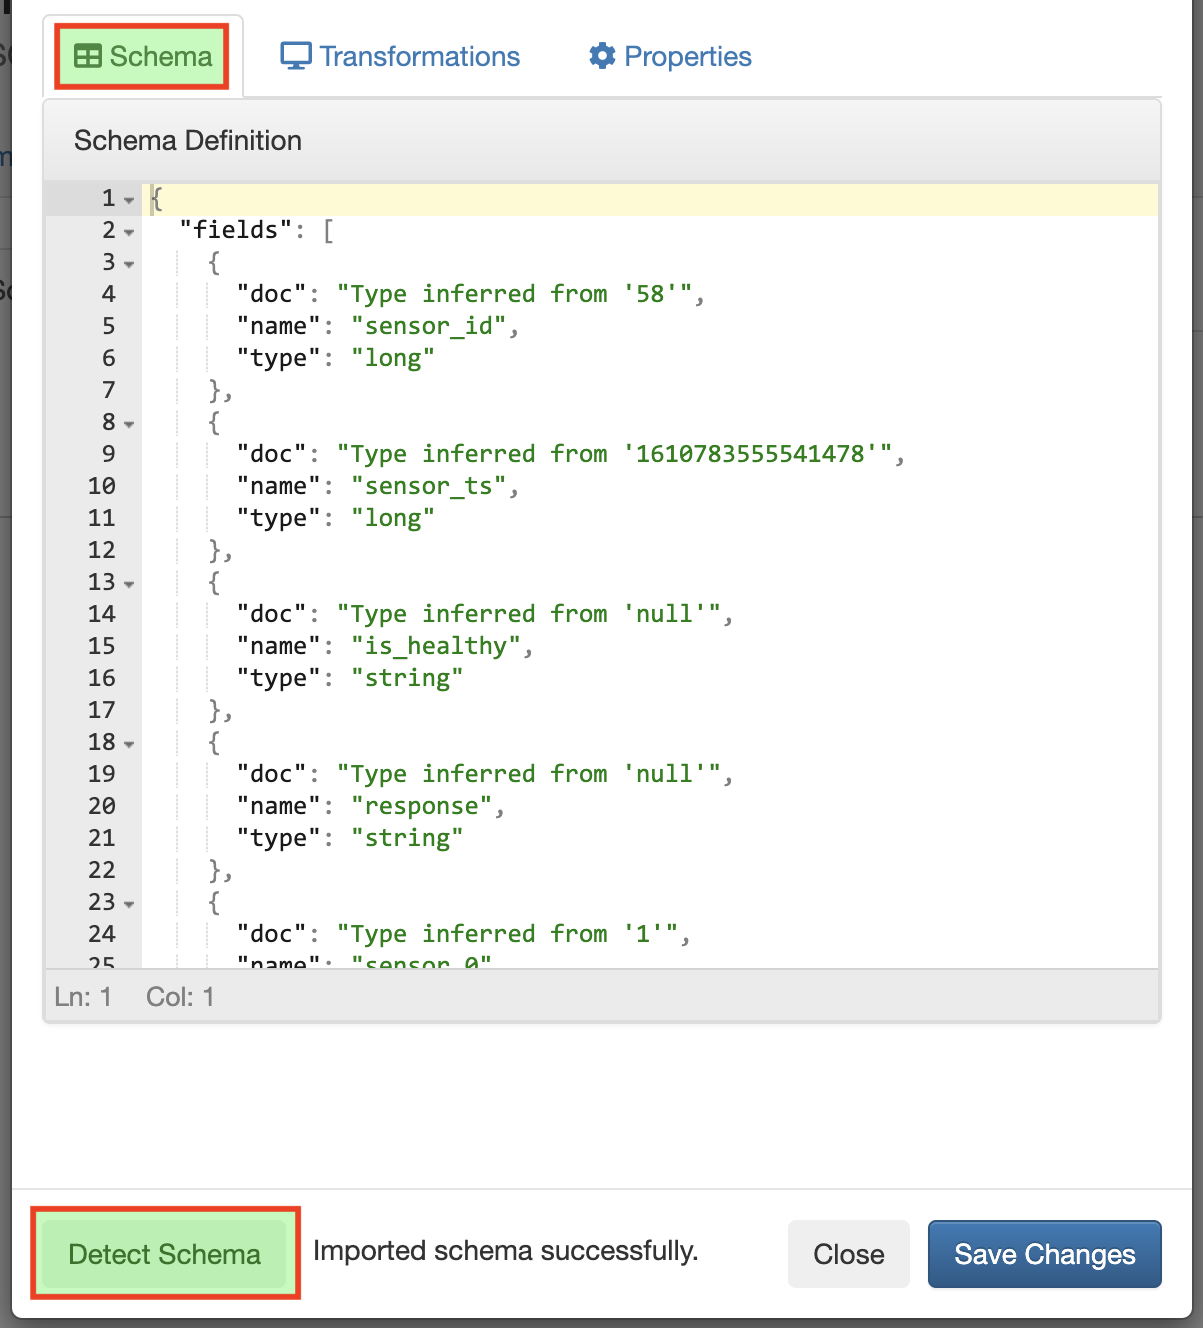 Schema Transformations Properties
Schema Definition
1 {
2 "fields": [
3 {
4 "doc": "Type inferred from '58'",
5 "name": "sensor_id",
6 "type": "long"
7 },
8 {
9 "doc": "Type inferred from '1610783555541478'",
10 "name": "sensor_ts",
11 "type": "long"
12 },
13 {
14 "doc": "Type inferred from 'null'",
15 "name": "is_healthy",
16 "type": "string"
17 },
18 {
19 "doc": "Type inferred from 'null'",
20 "name": "response",
21 "type": "string"
22 },
23 {
24 "doc": "Type inferred from '1'",
25 "name": "sensor_0"
Ln: 1 Col: 1
Detect Schema Imported schema successfully. Close Save Changes